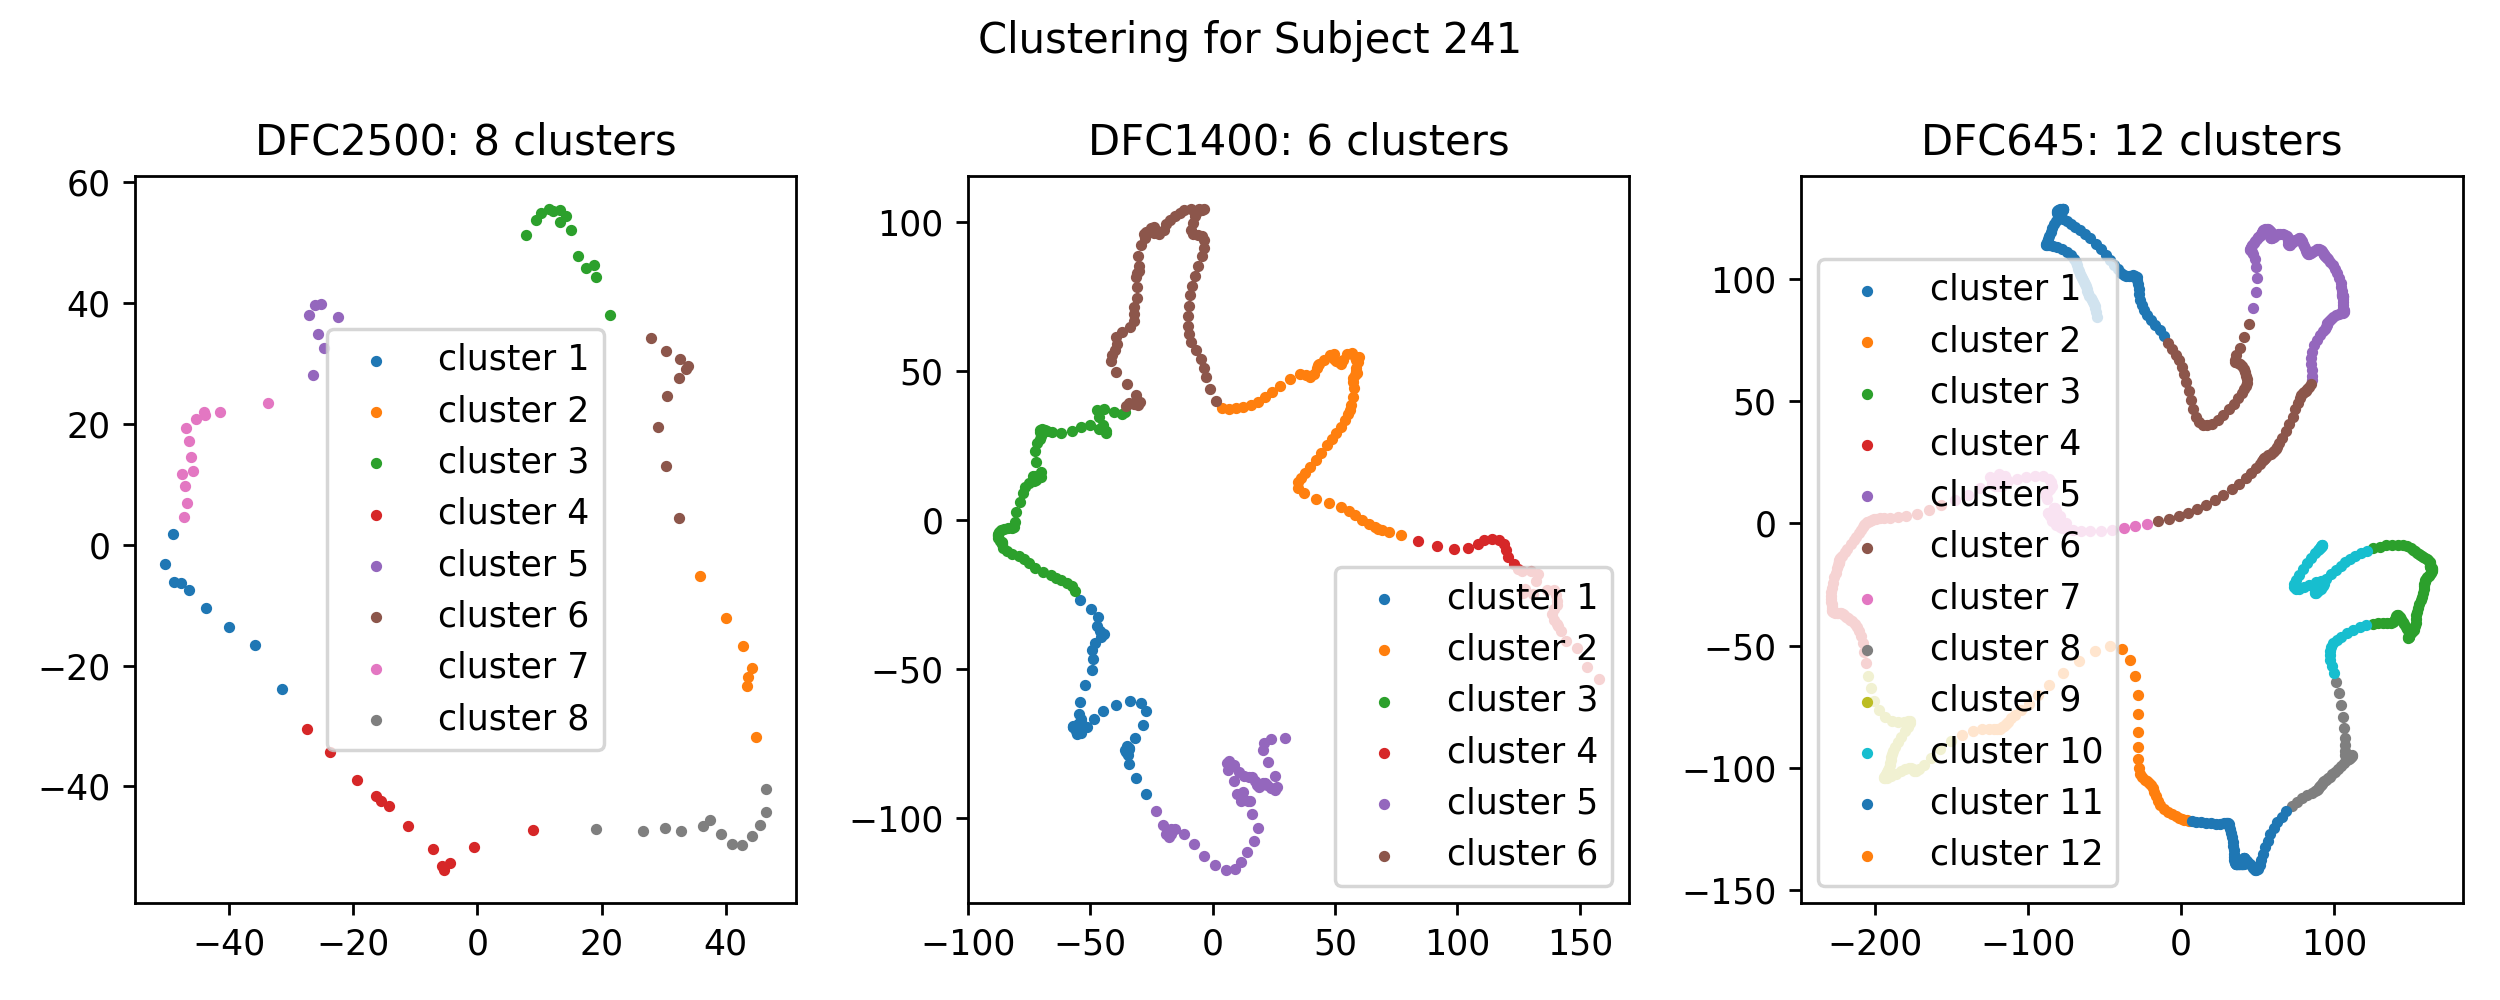 Clustering for Subject 241
DFC2500: 8 clusters
60
40
20
0
−20
−40
−40
−20
0
20
40
cluster 1
cluster 2
cluster 3
cluster 4
cluster 5
cluster 6
cluster 7
cluster 8
DFC1400: 6 clusters
100
50
0
−50
−100
−100
−50
0
50
100
150
cluster 1
cluster 2
cluster 3
cluster 4
cluster 5
cluster 6
DFC645: 12 clusters
100
50
0
−50
−100
−150
−200
−100
0
100
cluster 1
cluster 2
cluster 3
cluster 4
cluster 5
cluster 6
cluster 7
cluster 8
cluster 9
cluster 10
cluster 11
cluster 12